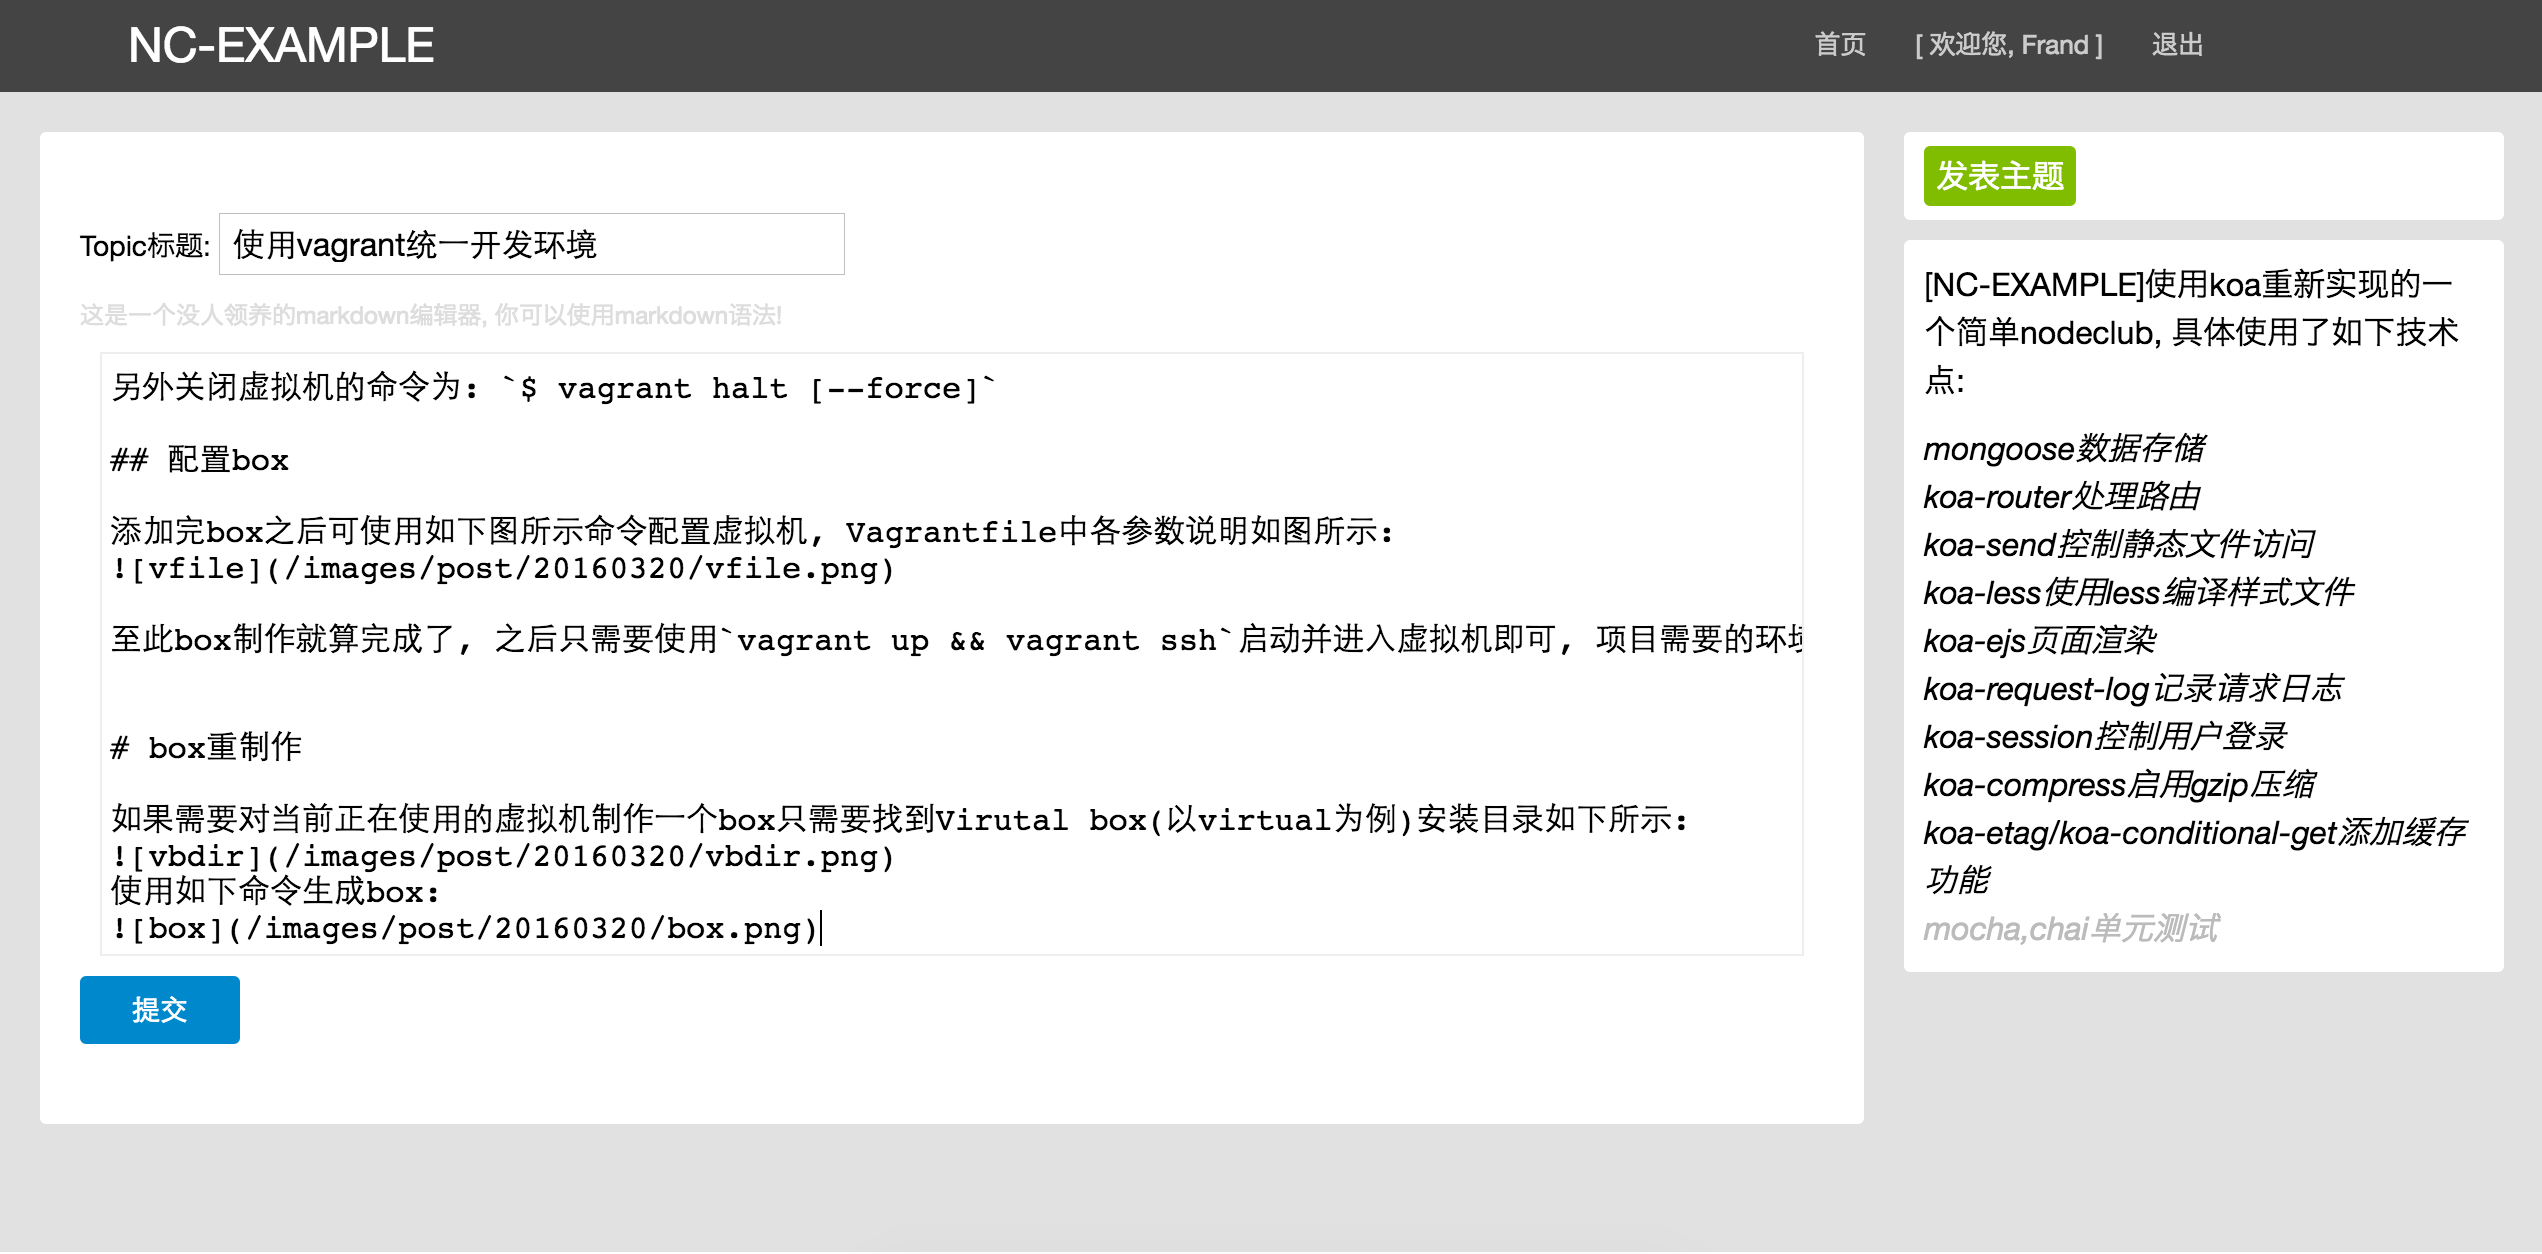 NC-EXAMPLE
首页 [ 欢迎您, Frand ] 退出
Topic标题: 使用vagrant统一开发环境
这是一个没人领养的markdown编辑器, 你可以使用markdown语法!
另外关闭虚拟机的命令为: `$ vagrant halt [--force]`
## 配置box
添加完box之后可使用如下图所示命令配置虚拟机, Vagrantfile中各参数说明如图所示:
![vfile](/images/post/20160320/vfile.png)
至此box制作就算完成了, 之后只需要使用`vagrant up && vagrant ssh`启动并进入虚拟机即可, 项目需要的环境
# box重制作
如果需要对当前正在使用的虚拟机制作一个box只需要找到Virutal box(以virtual为例)安装目录如下所示:
![vbdir](/images/post/20160320/vbdir.png)
使用如下命令生成box:
![box](/images/post/20160320/box.png)
提交
发表主题
[NC-EXAMPLE]使用koa重新实现的一
个简单nodeclub, 具体使用了如下技术
点:
mongoose数据存储
koa-router处理路由
koa-send控制静态文件访问
koa-less使用less编译样式文件
koa-ejs页面渲染
koa-request-log记录请求日志
koa-session控制用户登录
koa-compress启用gzip压缩
koa-etag/koa-conditional-get添加缓存
功能
mocha,chai单元测试